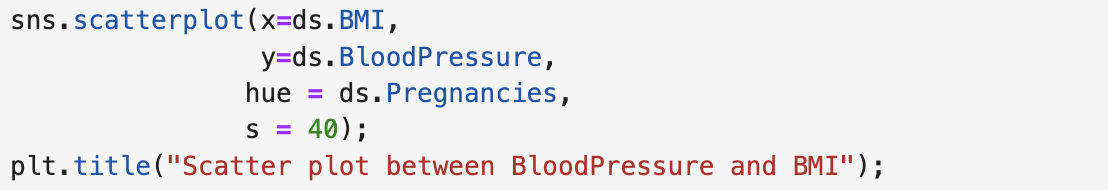 sns.scatterplot(x=ds.BMI,
                y=ds.BloodPressure,
               hue = ds.Pregnancies,
               s = 40);
plt.title("Scatter plot between BloodPressure and BMI");